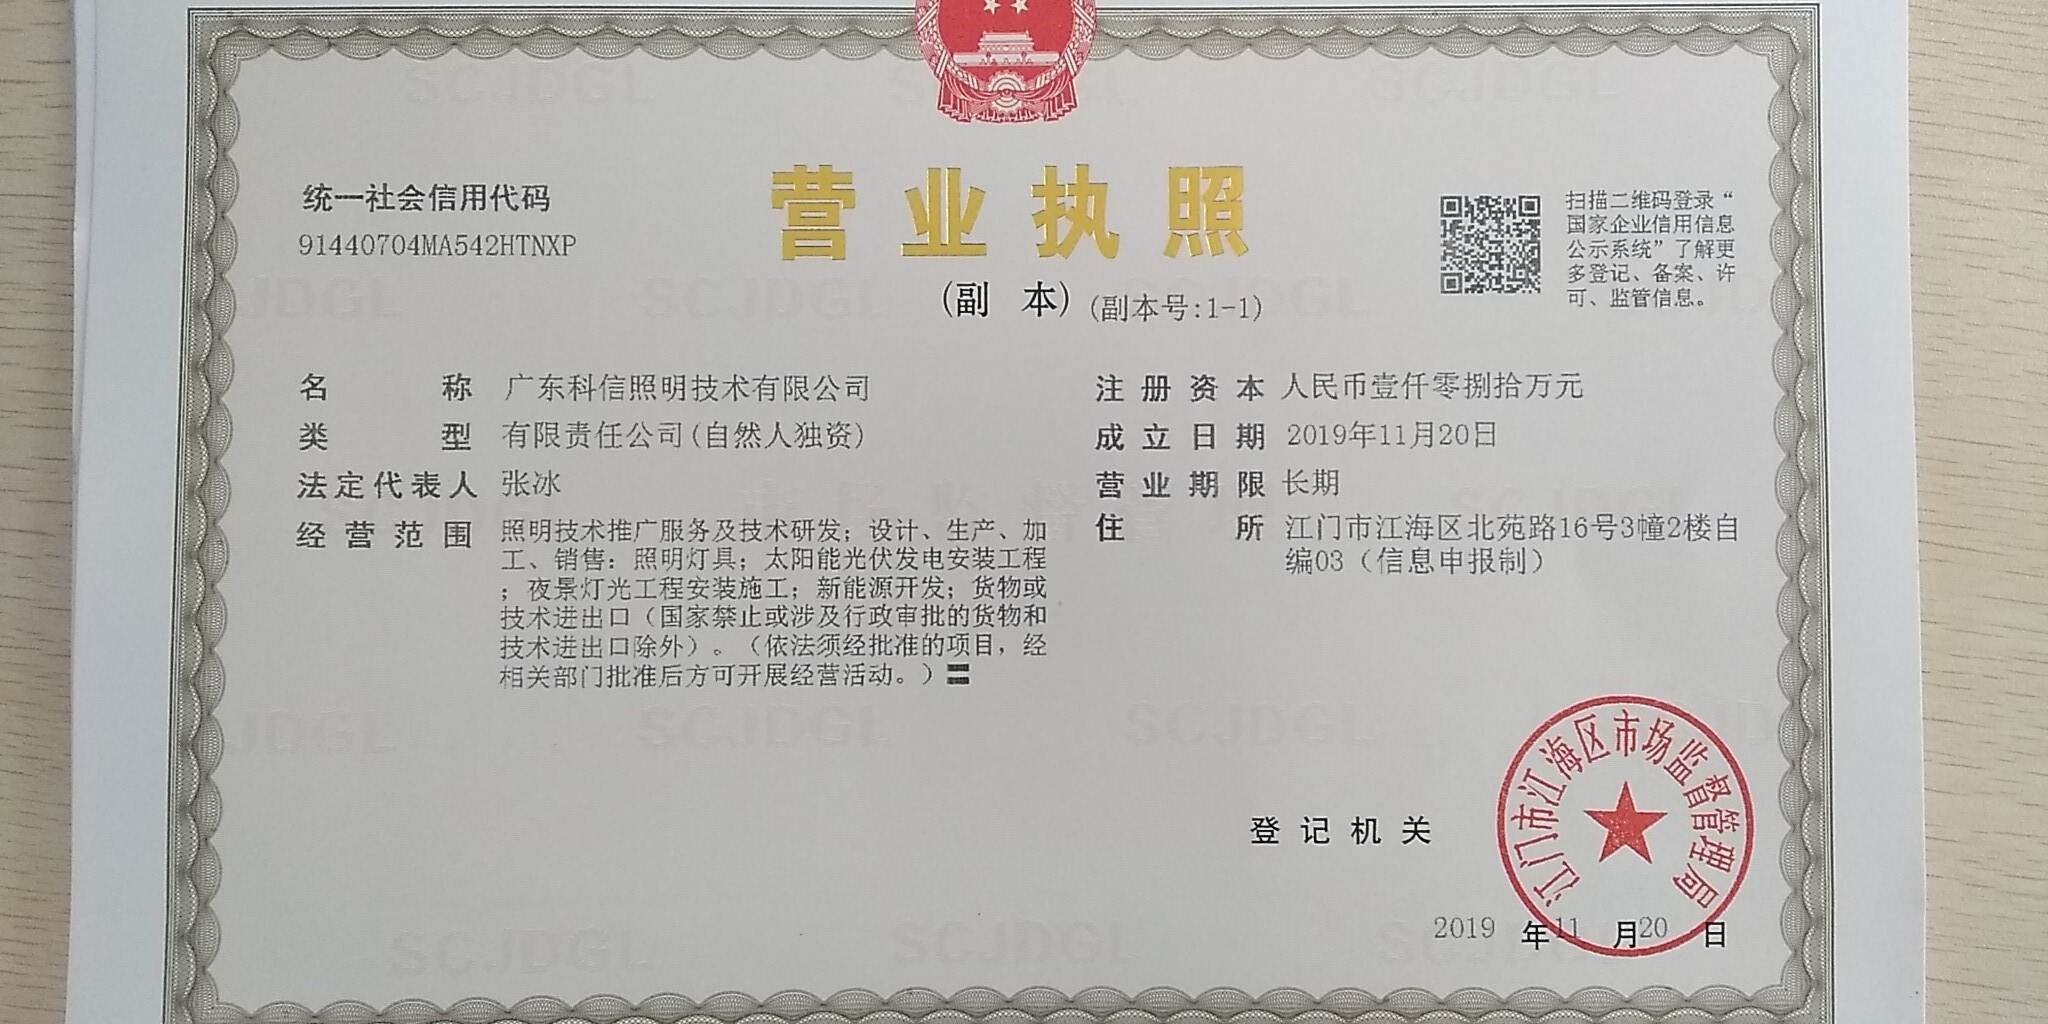 统一社会信用代码
91440704MA542HTNXP
营业执照
(副 本) (副本号:1-1)
扫描二维码登录“
国家企业信用信息
公示系统”了解更
多登记、备案、许
可、监管信息。
名 称 广东科信照明技术有限公司
类 型 有限责任公司(自然人独资)
法定代表人 张冰
经营范围 照明技术推广服务及技术研发；设计、生产、加
工、销售：照明灯具；太阳能光伏发电安装工程
；夜景灯光工程安装施工；新能源开发；货物或
技术进出口（国家禁止或涉及行政审批的货物和
技术进出口除外）。（依法须经批准的项目，经
相关部门批准后方可开展经营活动。）
注册资本 人民币壹仟零捌拾万元
成立日期 2019年11月20日
营业期限 长期
住 所 江门市江海区北苑路16号3幢2楼自
编03（信息申报制）
登记机关
江门市江海区市场监督管理局
2019 年11 月20 日
SCJDGL